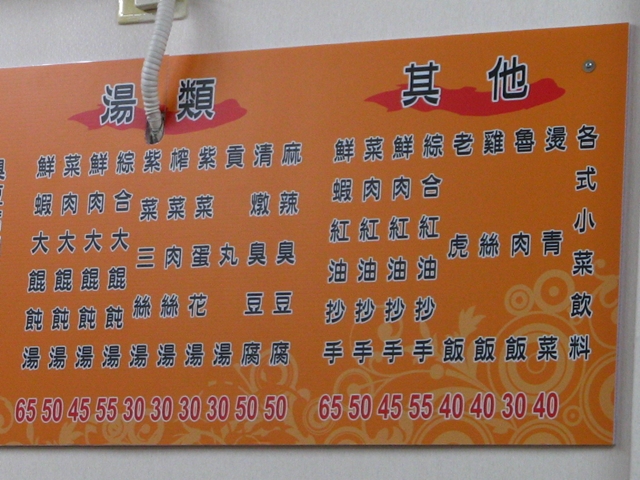 湯類
鮮蝦大餛飩湯 65
菜肉大餛飩湯 50
鮮肉大餛飩湯 45
綜合大餛飩湯 55
紫菜三絲湯 30
榨菜肉絲湯 30
紫菜蛋花湯 30
貢丸湯 30
清燉臭豆腐 50
麻辣臭豆腐 50
其他
鮮蝦紅油抄手 65
菜肉紅油抄手 50
鮮肉紅油抄手 45
綜合紅油抄手 55
老虎飯 40
雞絲飯 40
魯肉飯 30
燙青菜 40
各式小菜飲料